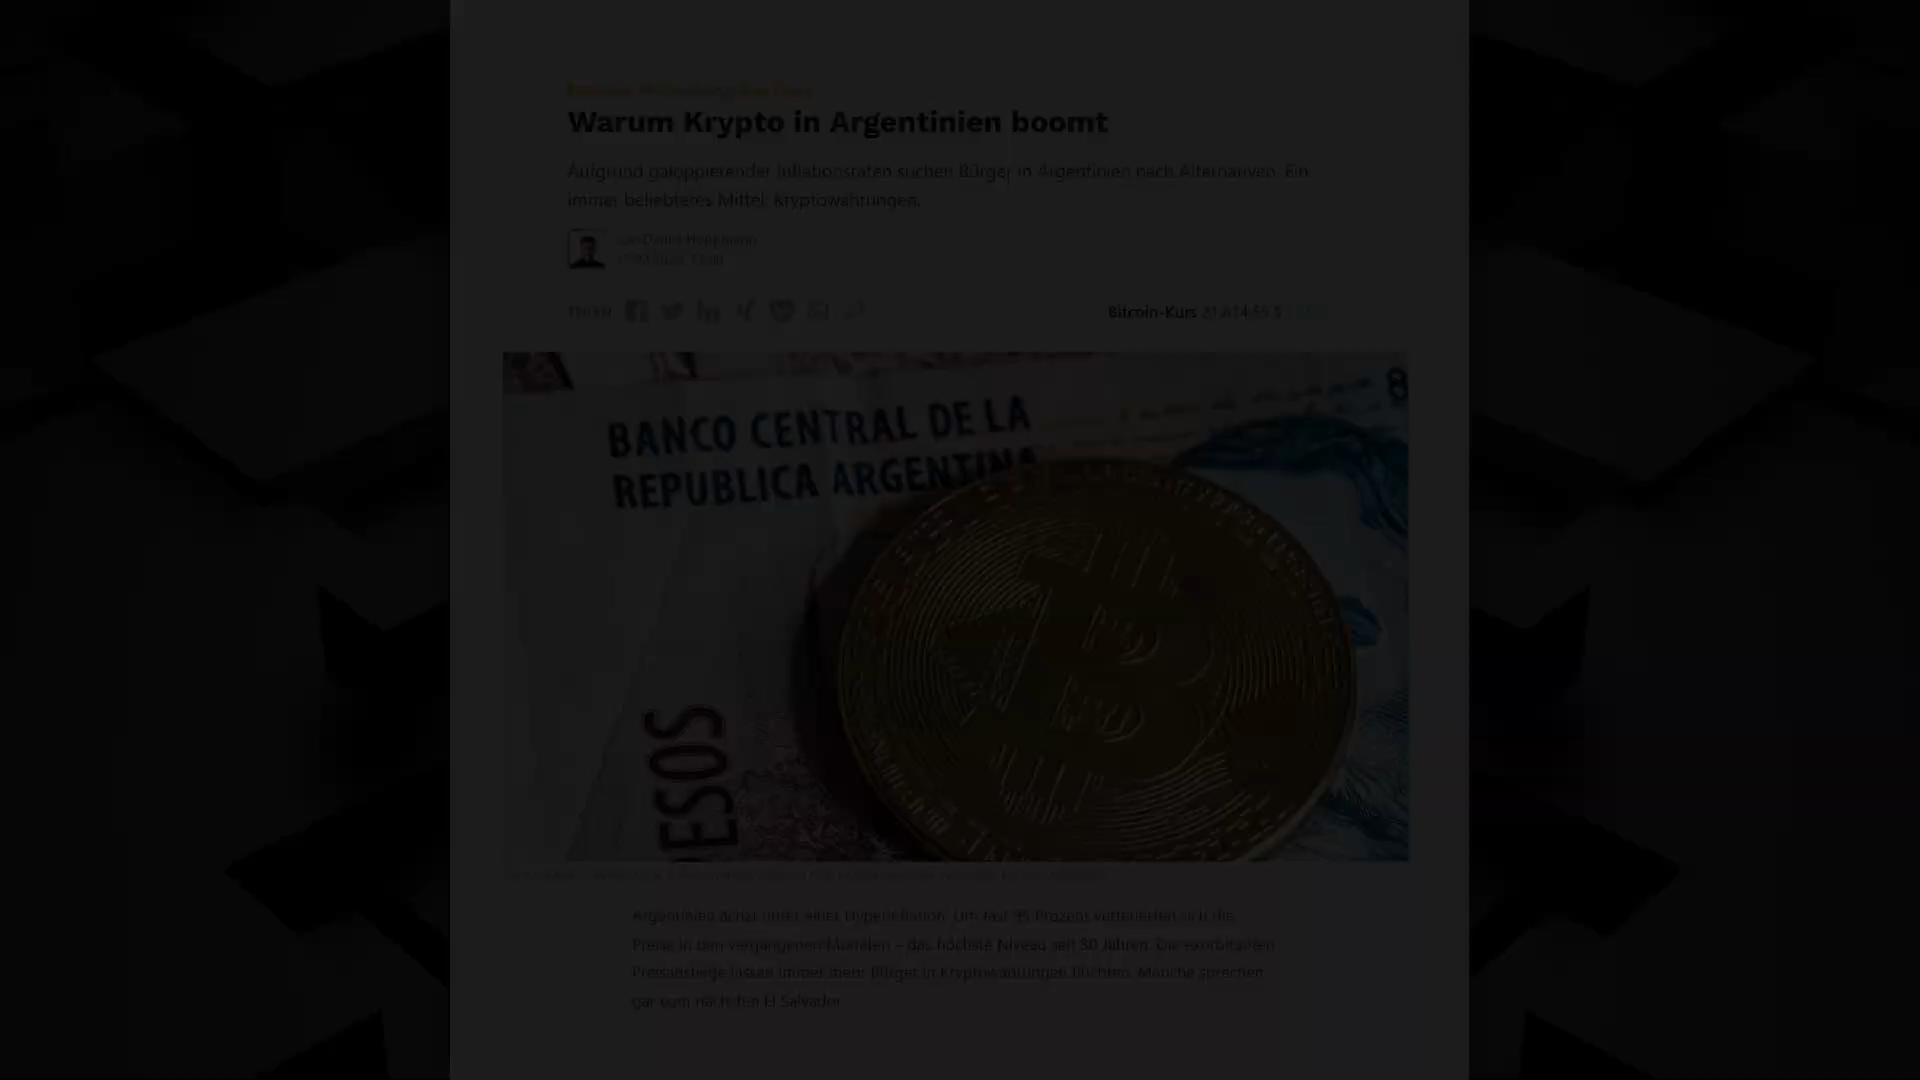 Warum Krypto in Argentinien boomt
Aufgrund galoppierender Inflationsraten suchen Bürger in Argentinien nach Alternativen. Ein
immer beliebteres Mittel: Kryptowährungen.
Bitcoin-Kurs
BANCO CENTRAL DE LA
REPUBLICA ARGENTINA
8
ESOS
Argentinien ächzt unter einer Hyperinflation. Um fast 95 Prozent verteuerten sich die
Preise in den vergangenen Monaten – das höchste Niveau seit 30 Jahren. Die exorbitanten
Preisanstiege lassen immer mehr Bürger in Kryptowährungen flüchten. Manche sprechen
gar vom nächsten El Salvador.